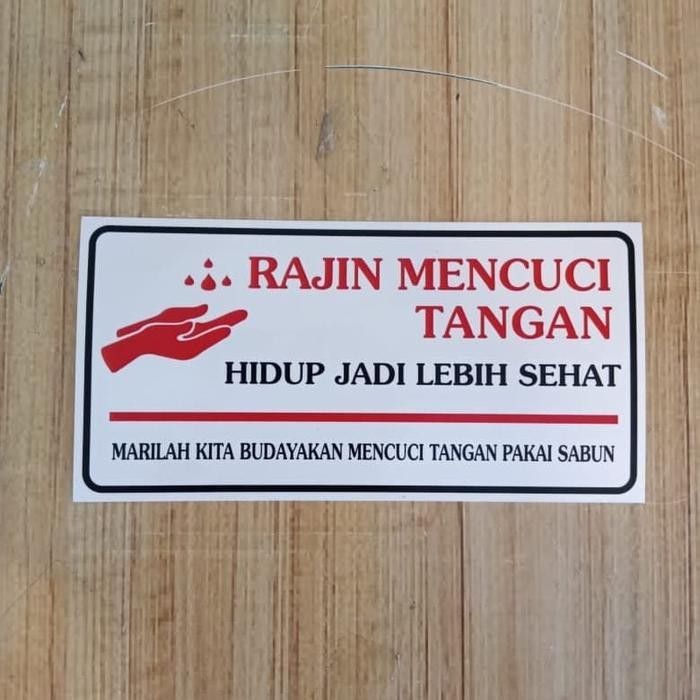 RAJIN MENCUCI
TANGAN
HIDUP JADI LEBIH SEHAT
MARILAH KITA BUDAYAKAN MENCUCI TANGAN PAKAI SABUN